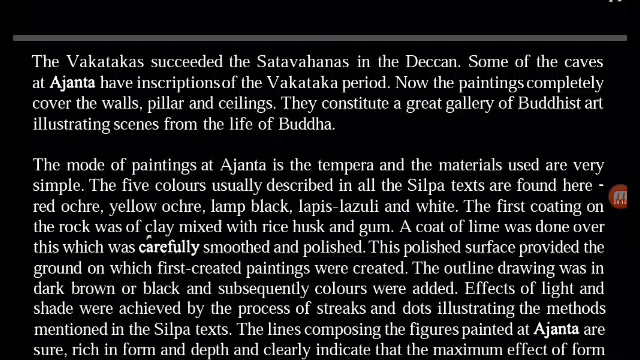 The Vakatakas succeeded the Satavahanas in the Deccan. Some of the caves
at Ajanta have inscriptions of the Vakataka period. Now the paintings completely
cover the walls, pillar and ceilings. They constitute a great gallery of Buddhist art
illustrating scenes from the life of Buddha.
The mode of paintings at Ajanta is the tempera and the materials used are very
simple. The five colours usually described in all the Silpa texts are found here -
red ochre, yellow ochre, lamp black, lapis-lazuli and white. The first coating on
the rock was of clay mixed with rice husk and gum. A coat of lime was done over
this which was carefully smoothed and polished. This polished surface provided the
ground on which first-created paintings were created. The outline drawing was in
dark brown or black and subsequently colours were added. Effects of light and
shade were achieved by the process of streaks and dots illustrating the methods
mentioned in the Silpa texts. The lines composing the figures painted at Ajanta are
sure, rich in form and depth and clearly indicate that the maximum effect of form